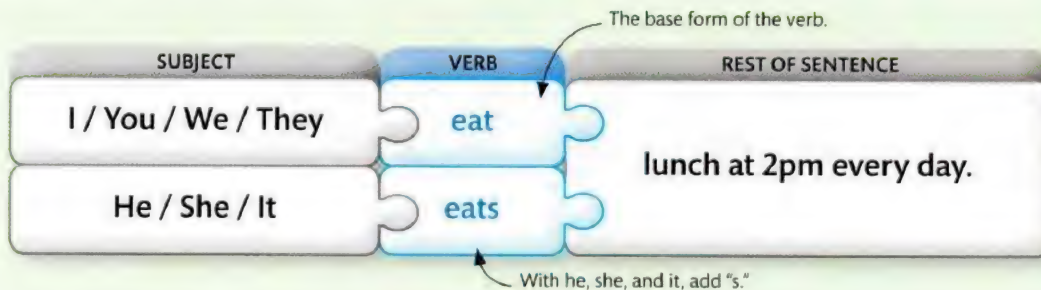 The base form of the verb.
SUBJECT VERB REST OF SENTENCE
I / You / We / They eat
lunch at 2pm every day.
He / She / It eats
With he, she, and it, add "s."